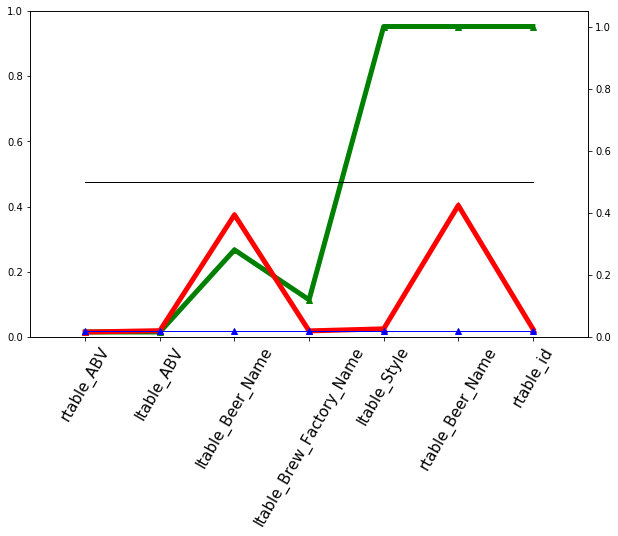 1.0
0.8
0.6
0.4
0.2
0.0
1.0
0.8
0.6
0.4
0.2
0.0
rtable_ABV
ltable_ABV
ltable_Beer_Name
ltable_Brew_Factory_Name
ltable_Style
rtable_Beer_Name
rtable_id